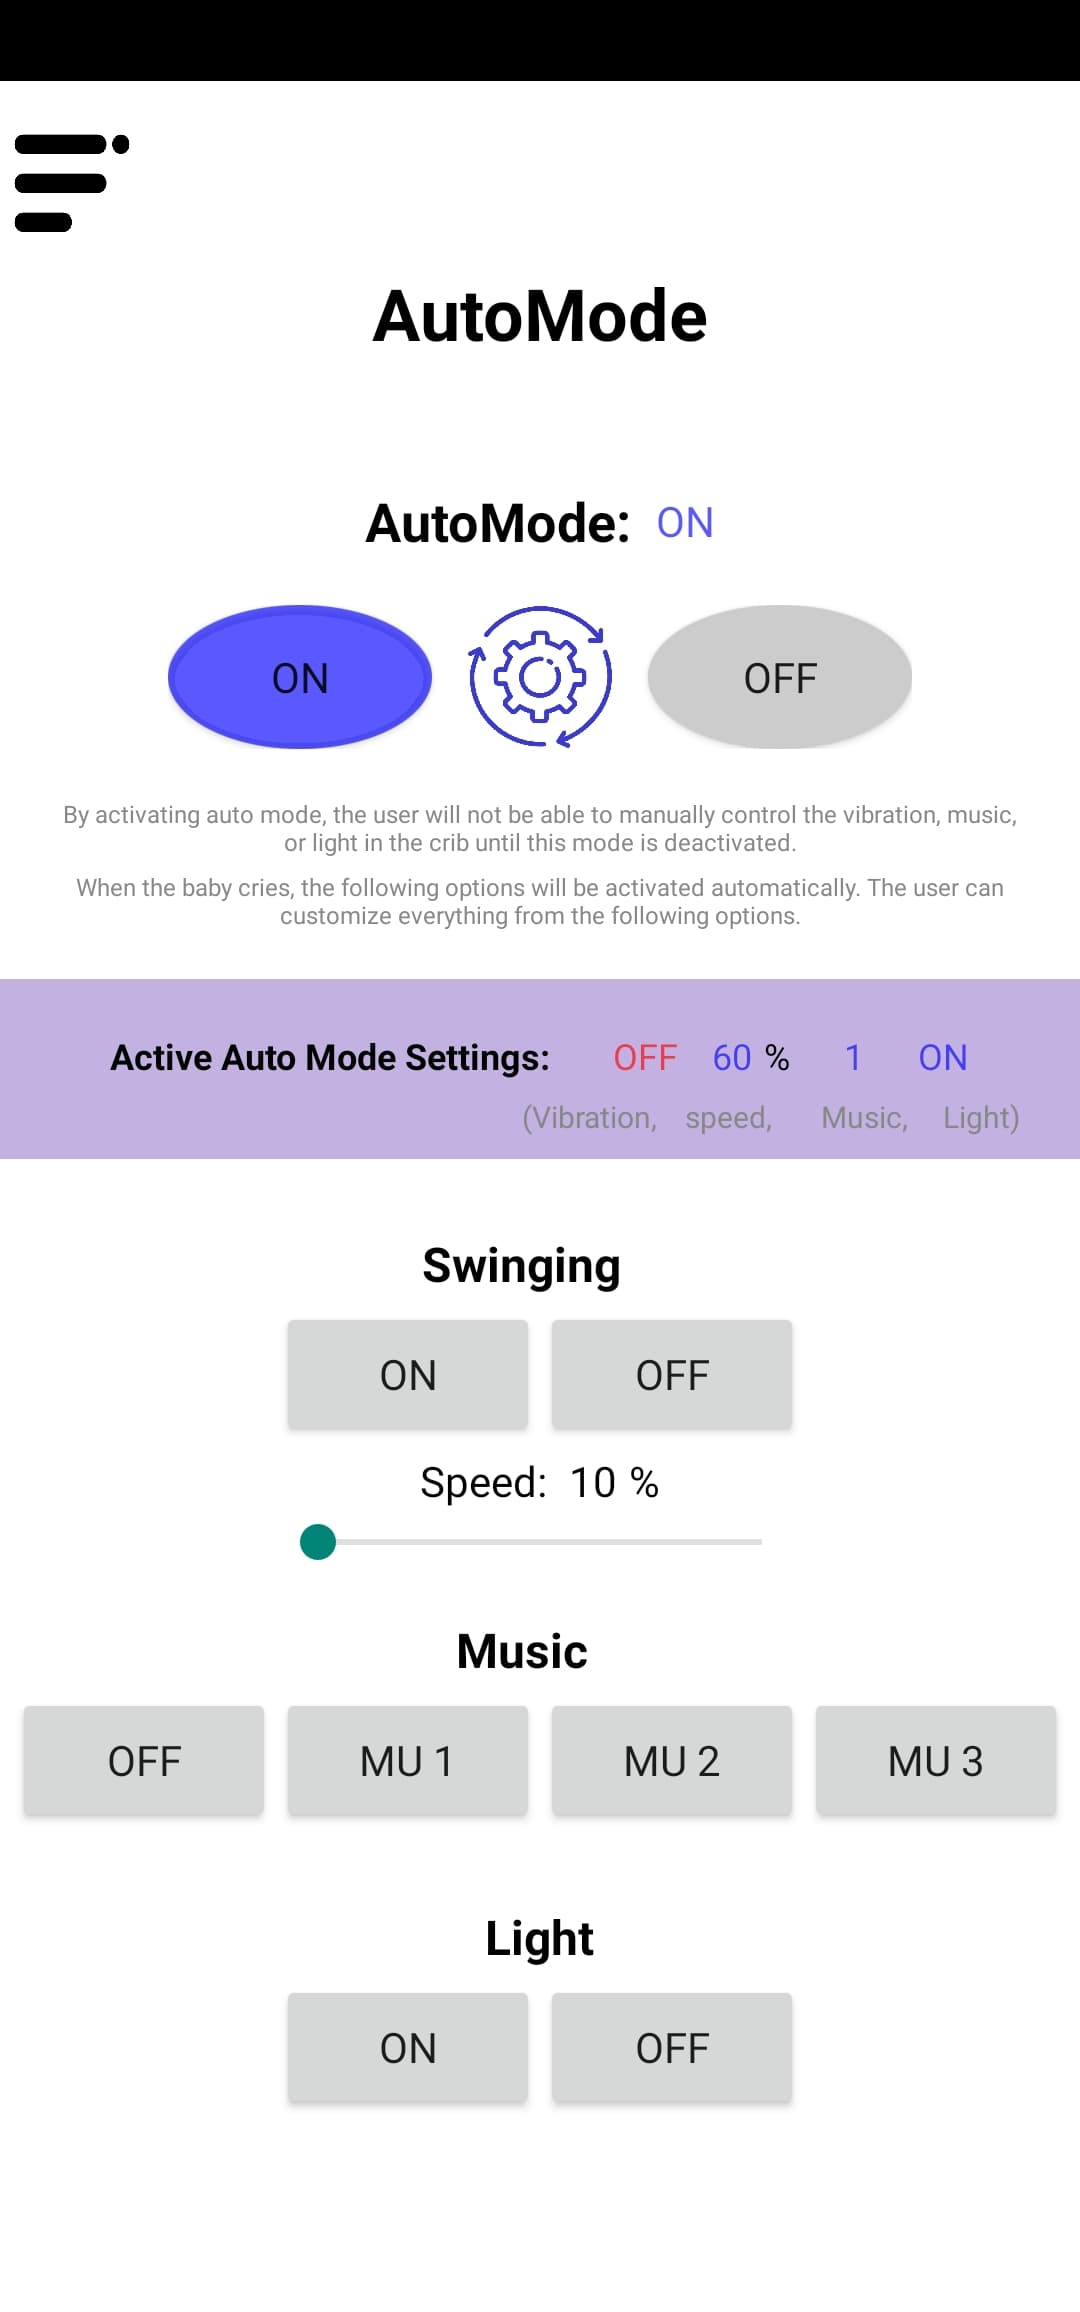 AutoMode
AutoMode: ON
ON OFF
By activating auto mode, the user will not be able to manually control the vibration, music,
or light in the crib until this mode is deactivated.
When the baby cries, the following options will be activated automatically. The user can
customize everything from the following options.
Active Auto Mode Settings: OFF 60 % 1 ON
(Vibration, speed, Music, Light)
Swinging
ON OFF
Speed: 10 %
Music
OFF MU 1 MU 2 MU 3
Light
ON OFF